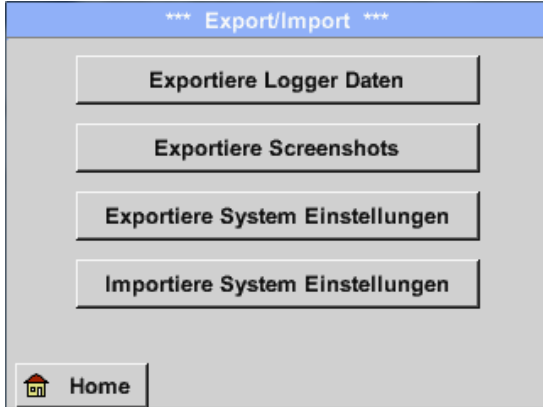 *** Export/Import ***
Exportiere Logger Daten
Exportiere Screenshots
Exportiere System Einstellungen
Importiere System Einstellungen
Home